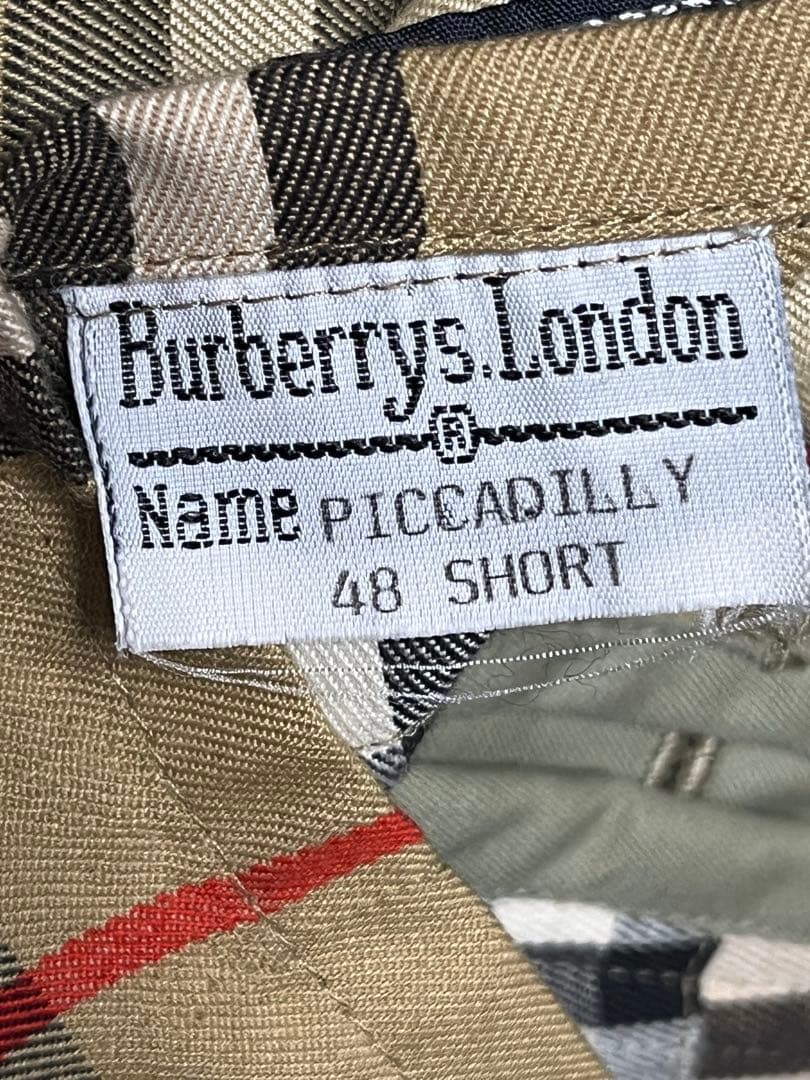 Burberrys.London
®
Name PICCADILLY
48 SHORT